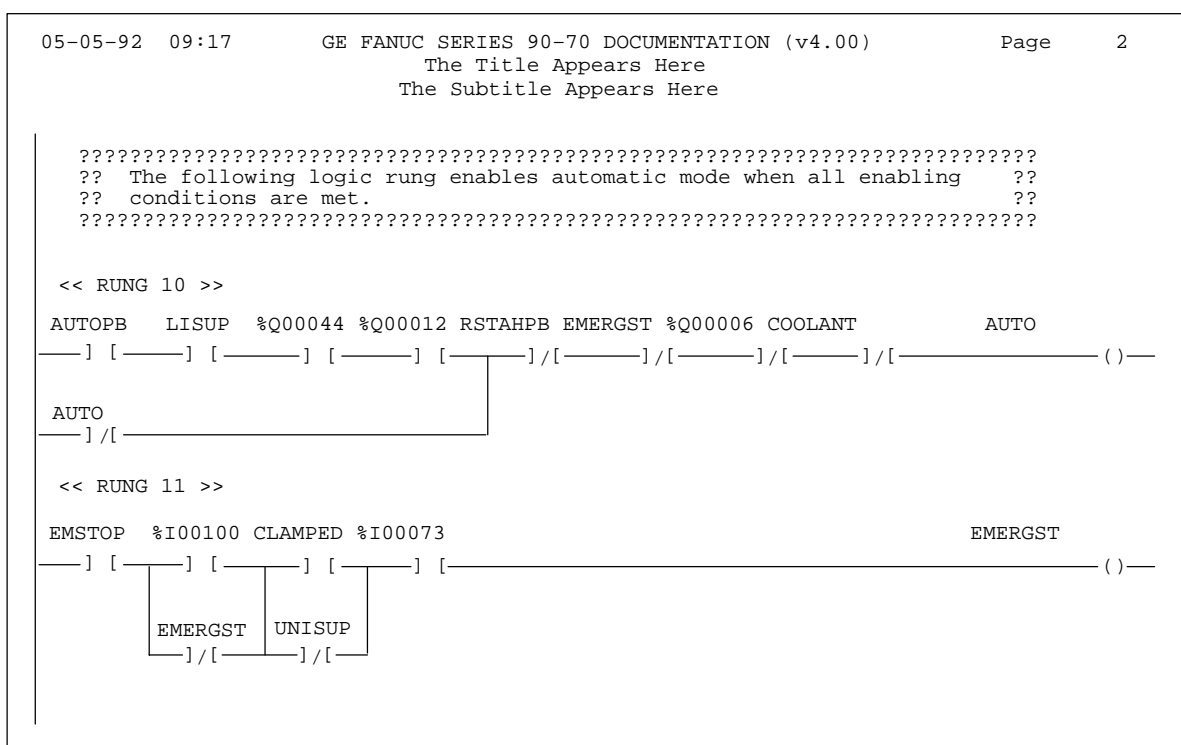 05-05-92 09:17 GE FANUC SERIES 90-70 DOCUMENTATION (v4.00) Page 2
The Title Appears Here
The Subtitle Appears Here
???????????????????????????????????????????????????????????????????????????
?? The following logic rung enables automatic mode when all enabling ??
?? conditions are met. ??
???????????????????????????????????????????????????????????????????????????
<< RUNG 10 >>
AUTOPB LISUP %Q00044 %Q00012 RSTAHPB EMERGST %Q00006 COOLANT AUTO
] [ ] [ ] [ ] [ ]/[ ]/[ ]/[ ]/[ ()
AUTO
]/[
<< RUNG 11 >>
EMSTOP %I00100 CLAMPED %I00073 EMERGST
] [ ] [ ] [ ] [ ()
EMERGST UNISUP
]/[ ]/[